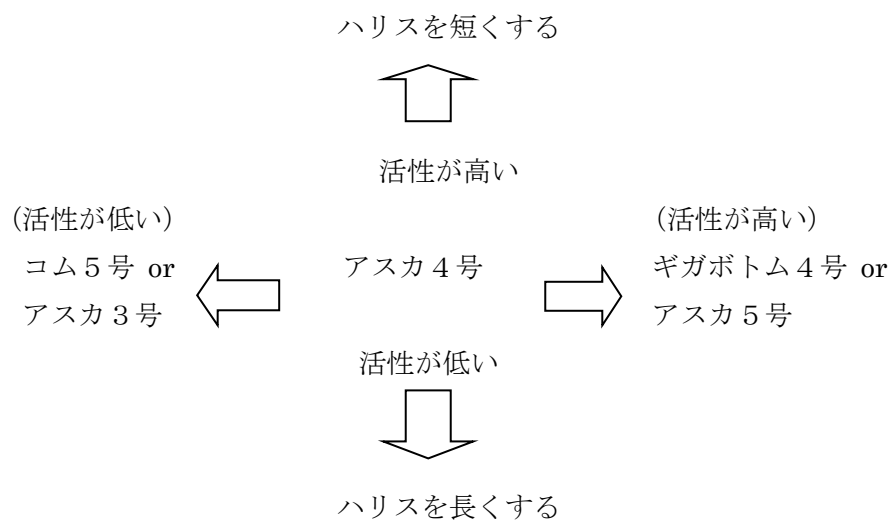 ハリスを短くする
活性が高い
(活性が低い)
コム5号 or
アスカ3号
アスカ4号
(活性が高い)
ギガボトム4号 or
アスカ5号
活性が低い
ハリスを長くする